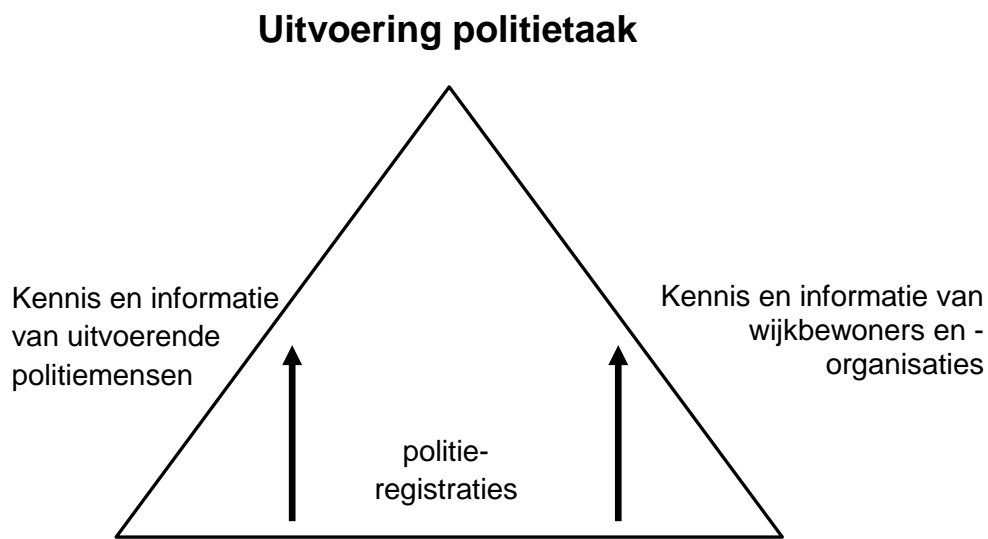 Uitvoering politietaak
Kennis en informatie
van uitvoerende
politiemensen
Kennis en informatie van
wijkbewoners en -
organisaties
politie-
registraties